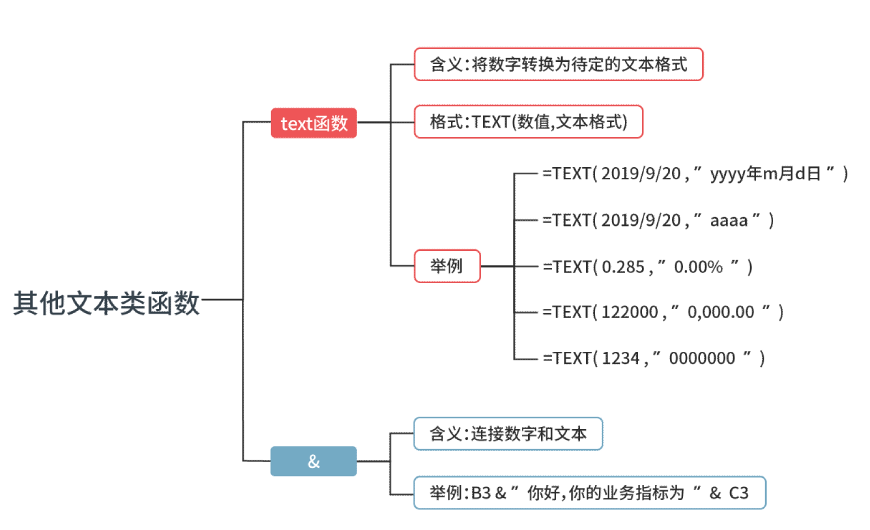 其他文本类函数
text函数
含义：将数字转换为待定的文本格式
格式：TEXT(数值,文本格式)
举例
=TEXT( 2019/9/20 , ″ yyyy年m月d日 ″ )
=TEXT( 2019/9/20 , ″ aaaa ″ )
=TEXT( 0.285 , ″ 0.00% ″ )
=TEXT( 122000 , ″ 0,000.00 ″ )
=TEXT( 1234 , ″ 0000000 ″ )
&
含义：连接数字和文本
举例：B3 & ″ 你好，你的业务指标为 ″ & C3